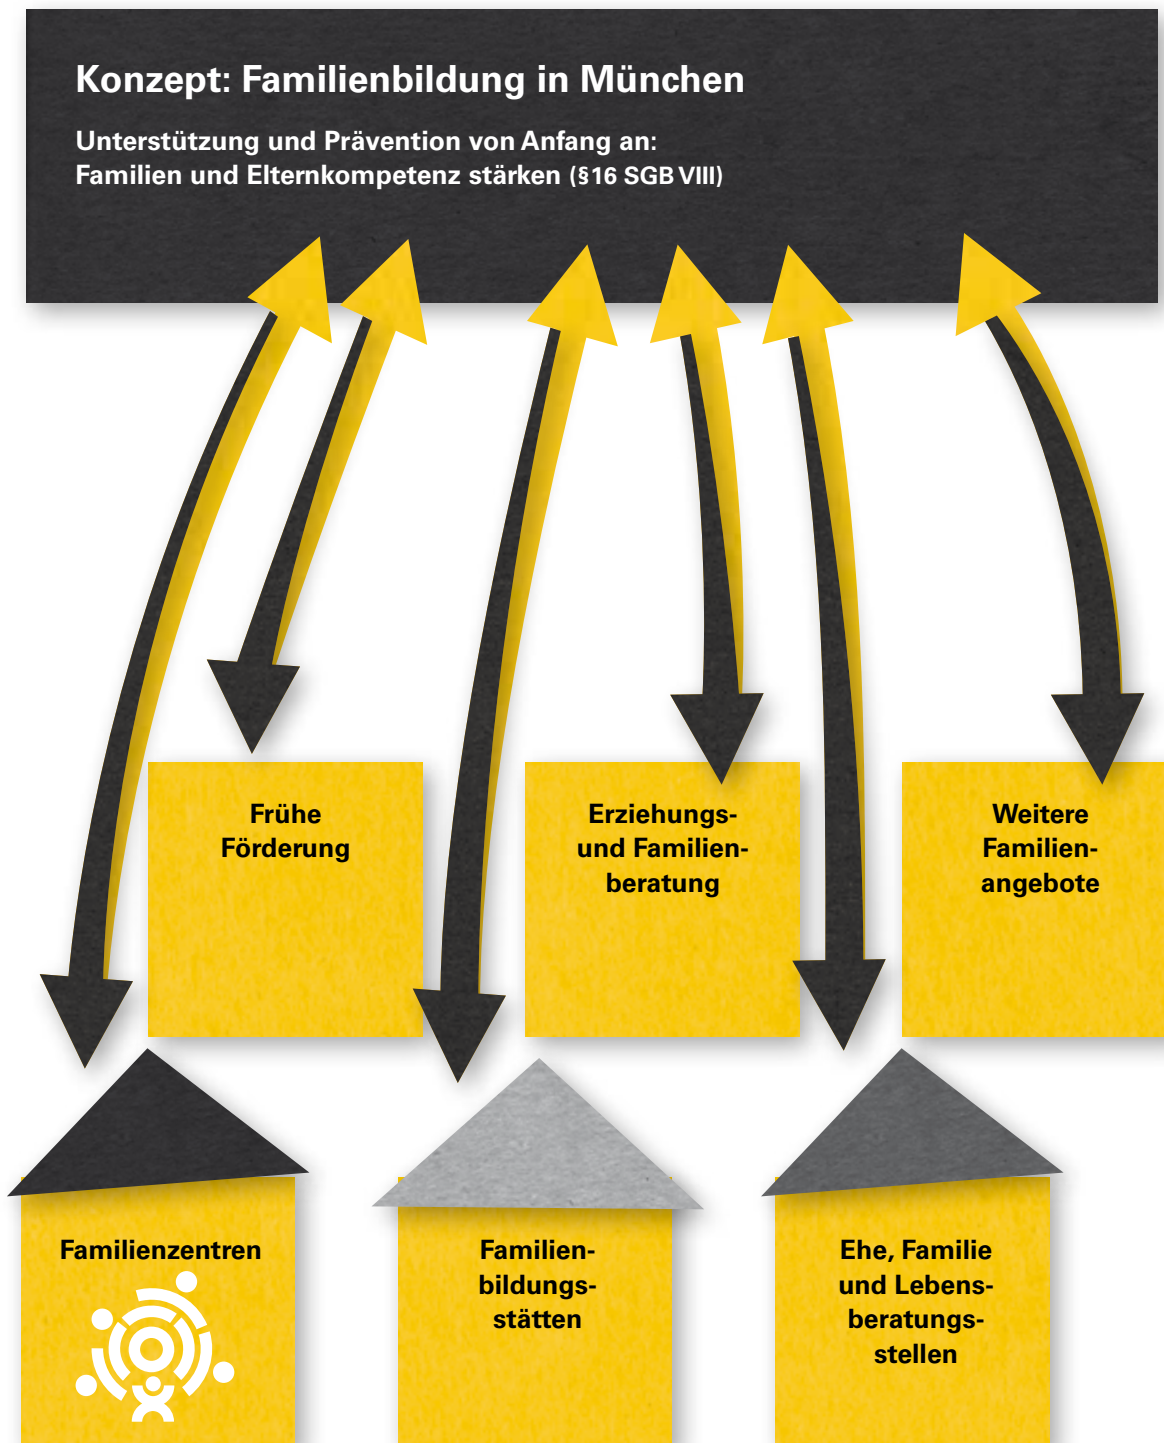 Konzept: Familienbildung in München
Unterstützung und Prävention von Anfang an:
Familien und Elternkompetenz stärken (§16 SGB VIII)
Frühe
Förderung
Erziehungs-
und Familien-
beratung
Weitere
Familien-
angebote
Familienzentren
Familien-
bildungs-
stätten
Ehe, Familie
und Lebens-
beratungs-
stellen